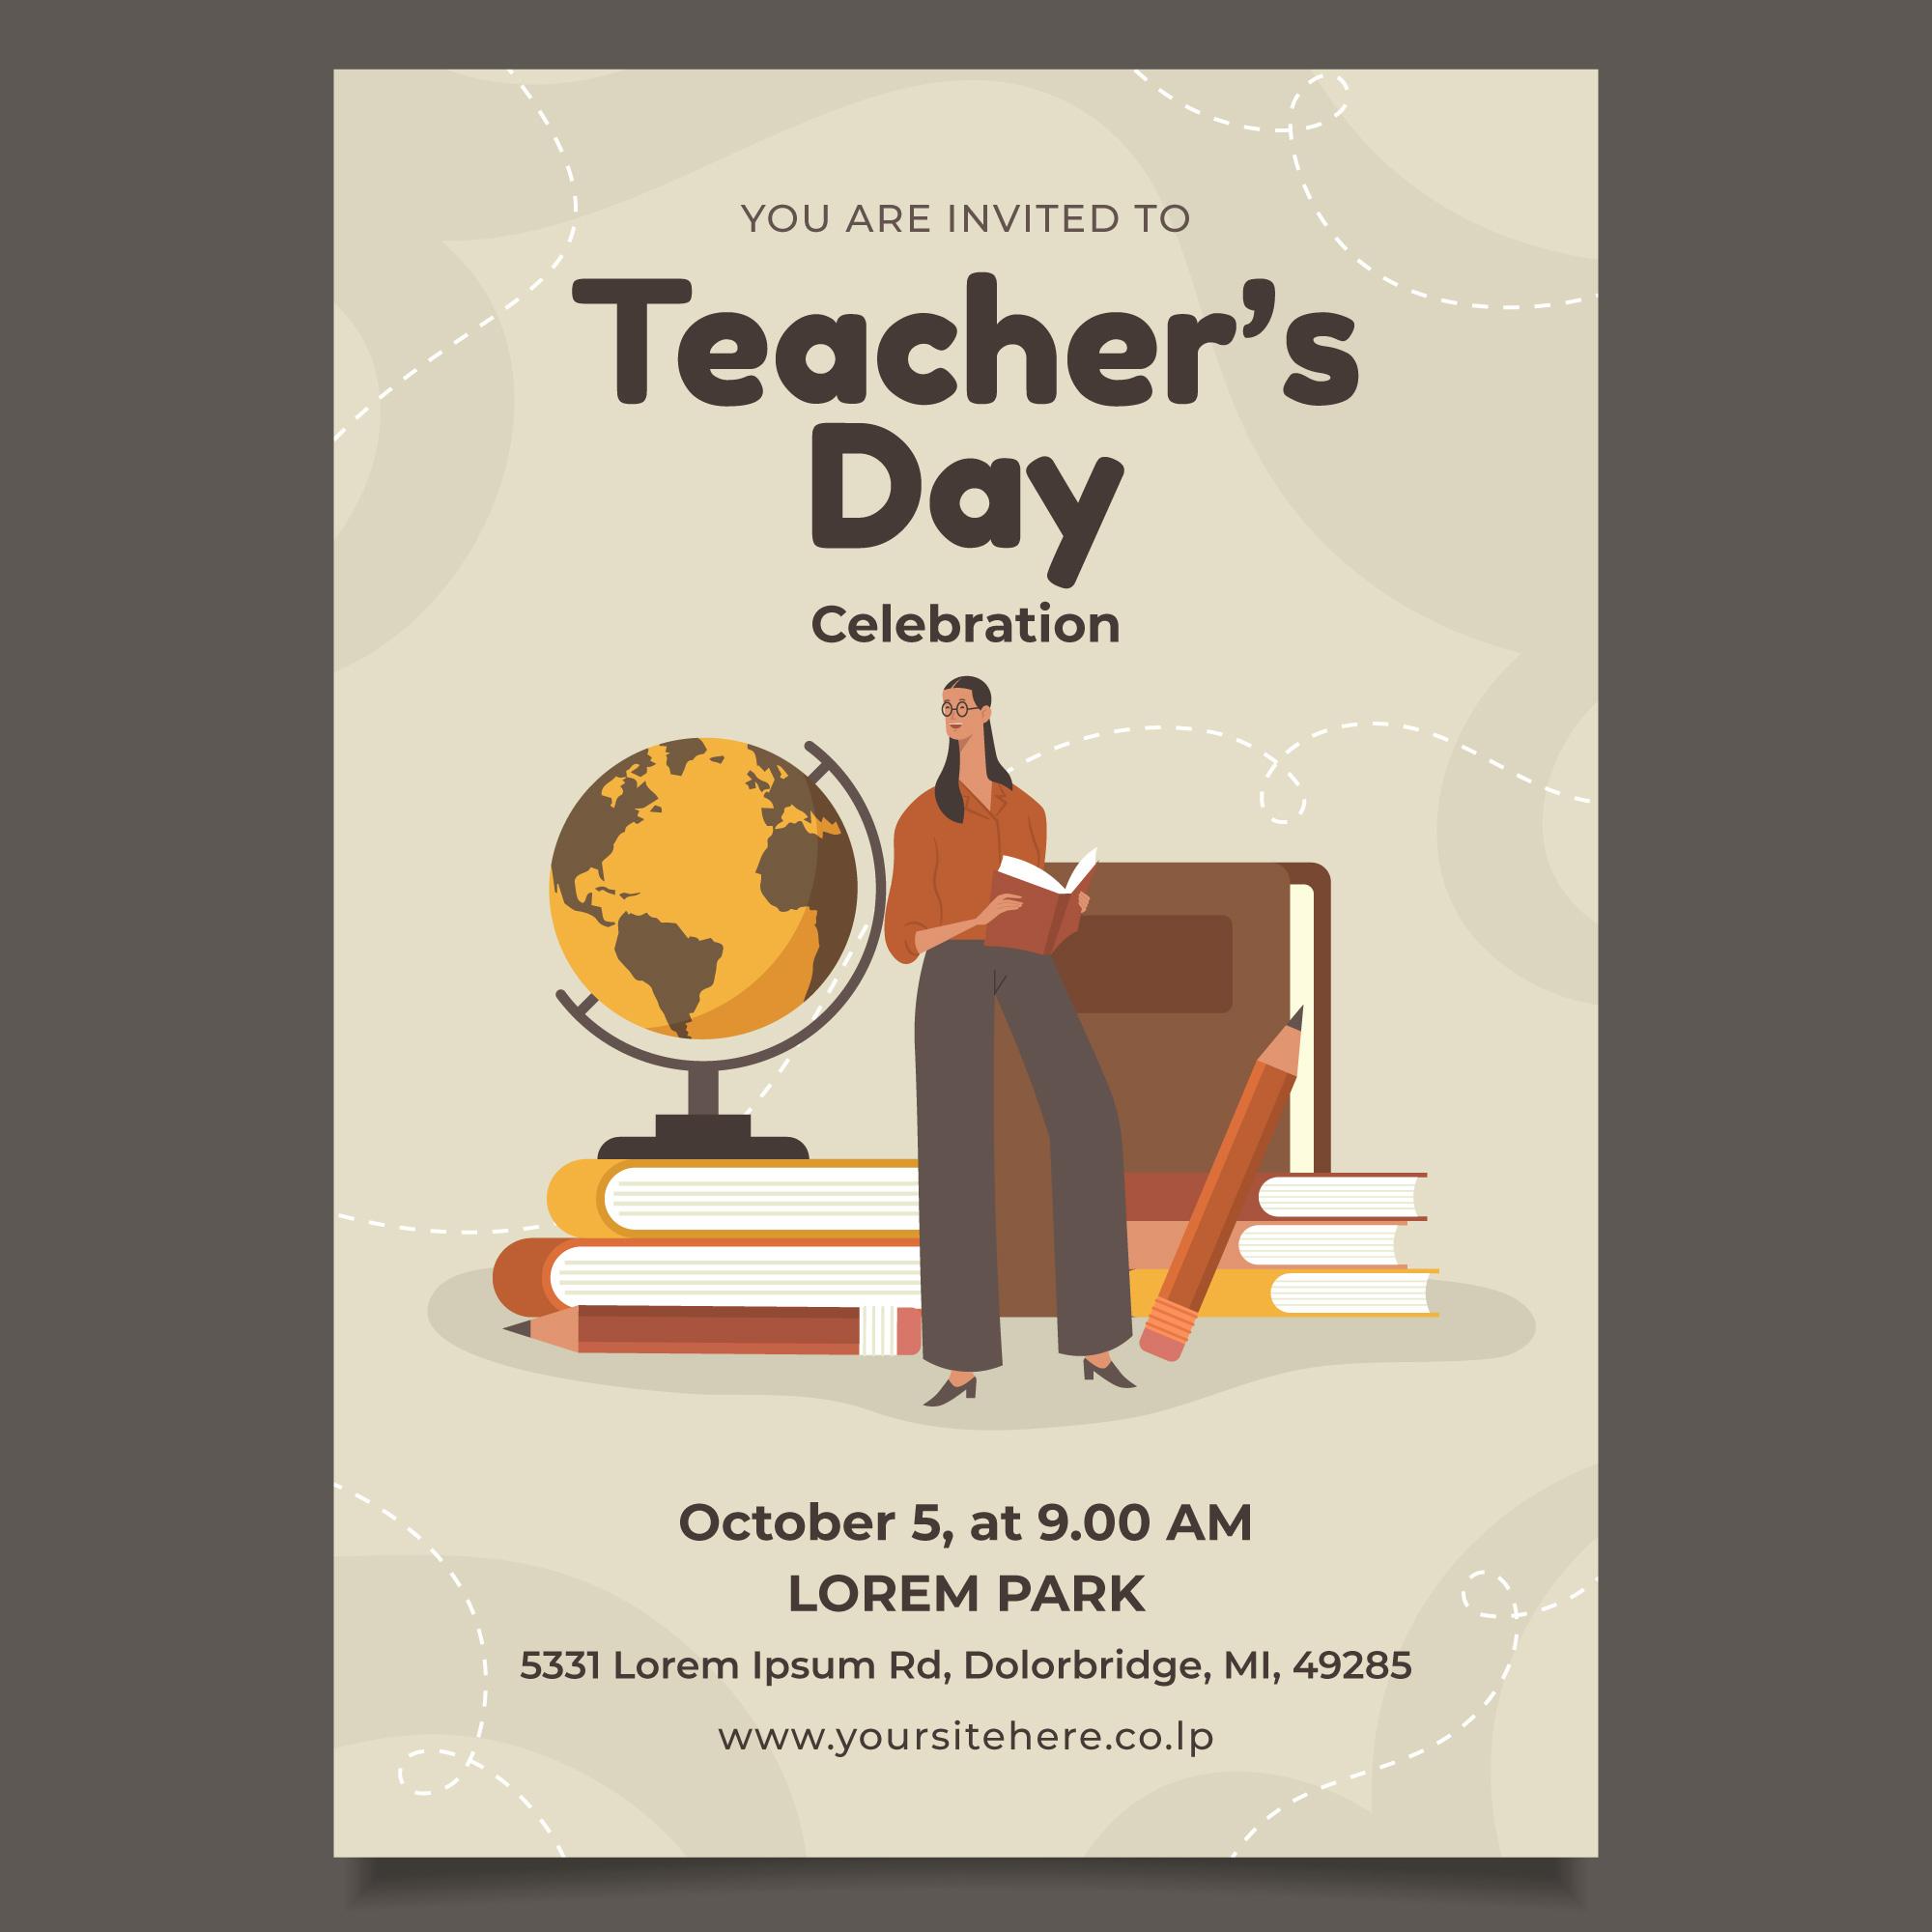 YOU ARE INVITED TO
Teacher’s
Day
Celebration
October 5, at 9.00 AM
LOREM PARK
5331 Lorem Ipsum Rd, Dolorbridge, MI, 49285
www.yoursitehere.co.lp